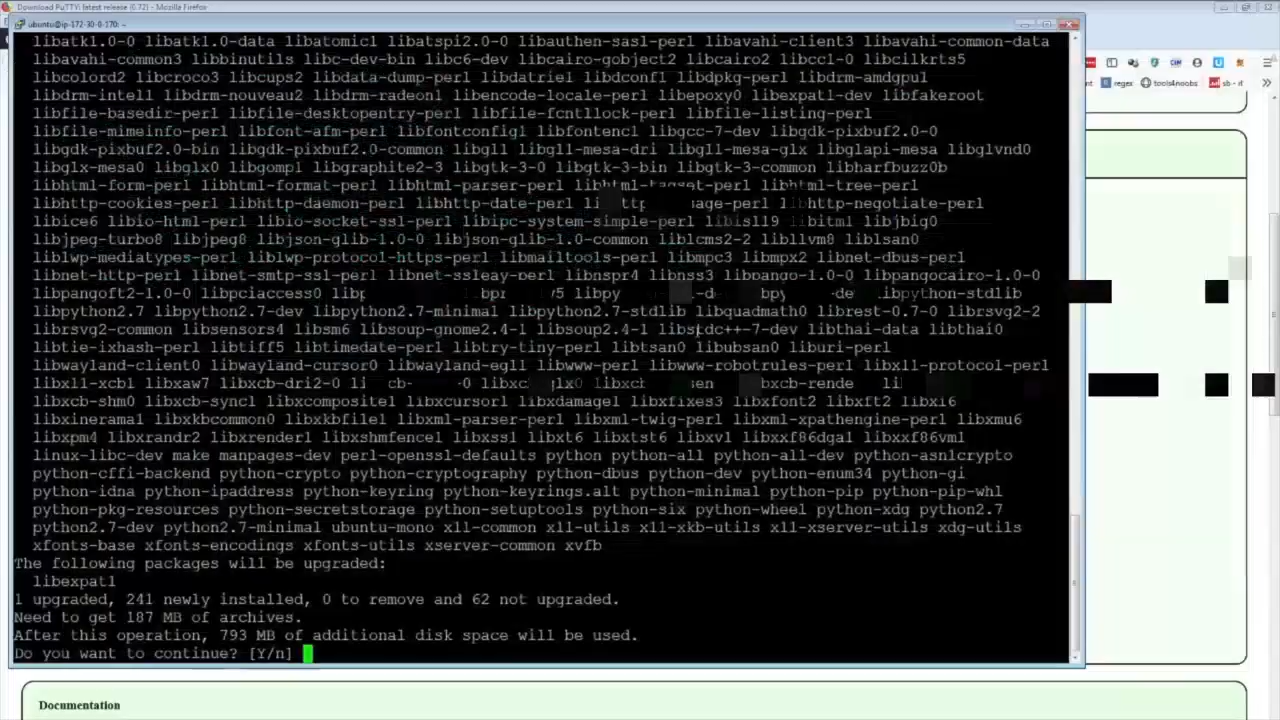 Download PuTTY: latest release (0.72) - Mozilla Firefox
ubuntu@ip-172-30-0-170: ~
libatk1.0-0 libatk1.0-data libatomic1 libatspi2.0-0 libauthen-sasl-perl libavahi-client3 libavahi-common-data
libavahi-common3 libbinutils libc-dev-bin libc6-dev libcairo-gobject2 libcairo2 libcc1-0 libcilkrts5
libcolord2 libcroco3 libcups2 libdata-dump-perl libdatrie1 libdconf1 libdpkg-perl libdrm-amdgpu1
libdrm-intel1 libdrm-nouveau2 libdrm-radeon1 libencode-locale-perl libepoxy0 libexpat1-dev libfakeroot
libfile-basedir-perl libfile-desktopentry-perl libfile-fcntllock-perl libfile-listing-perl
libfile-mimeinfo-perl libfont-afm-perl libfontconfig1 libfontenc1 libgcc-7-dev libgdk-pixbuf2.0-0
libgdk-pixbuf2.0-bin libgdk-pixbuf2.0-common libgl1 libgl1-mesa-dri libgl1-mesa-glx libglapi-mesa libglvnd0
libglx-mesa0 libglx0 libgomp1 libgraphite2-3 libgtk-3-0 libgtk-3-bin libgtk-3-common libharfbuzz0b
libhtml-form-perl libhtml-format-perl libhtml-parser-perl libhtml-tagset-perl libhtml-tree-perl
libhttp-cookies-perl libhttp-daemon-perl libhttp-date-perl libhttp-negotiate-perl
libice6 libio-html-perl libio-socket-ssl-perl libipc-system-simple-perl libisl19 libitm1 libjbig0
libjpeg-turbo8 libjpeg8 libjson-glib-1.0-0 libjson-glib-1.0-common liblcms2-2 libllvm8 liblsan0
liblwp-mediatypes-perl liblwp-protocol-https-perl libmailtools-perl libmpc3 libmpx2 libnet-dbus-perl
libnet-http-perl libnet-smtp-ssl-perl libnet-ssleay-perl libnspr4 libnss3 libpango-1.0-0 libpangocairo-1.0-0
libpangoft2-1.0-0 libpciaccess0 libpython-stdlib
libpython2.7 libpython2.7-dev libpython2.7-minimal libpython2.7-stdlib libquadmath0 librest-0.7-0 librsvg2-2
librsvg2-common libsensors4 libsm6 libsoup-gnome2.4-1 libsoup2.4-1 libstdc++-7-dev libthai-data libthai0
libtie-ixhash-perl libtiff5 libtimedate-perl libtry-tiny-perl libtsan0 libubsan0 liburi-perl
libwayland-client0 libwayland-cursor0 libwayland-egl1 libwww-perl libwww-robotrules-perl libx11-protocol-perl
libx11-xcb1 libxaw7 libxcb-dri2-0
libxcb-shm0 libxcb-sync1 libxcomposite1 libxcursor1 libxdamage1 libxfixes3 libxfont2 libxft2 libxi6
libxinerama1 libxkbcommon0 libxkbfile1 libxml-parser-perl libxml-twig-perl libxml-xpathengine-perl libxmu6
libxpm4 libxrandr2 libxrender1 libxshmfence1 libxss1 libxt6 libxtst6 libxv1 libxxf86dga1 libxxf86vm1
linux-libc-dev make manpages-dev perl-openssl-defaults python python-all python-all-dev python-asn1crypto
python-cffi-backend python-crypto python-cryptography python-dbus python-dev python-enum34 python-gi
python-idna python-ipaddress python-keyring python-keyrings.alt python-minimal python-pip python-pip-whl
python-pkg-resources python-secretstorage python-setuptools python-six python-wheel python-xdg python2.7
python2.7-dev python2.7-minimal ubuntu-mono x11-common x11-utils x11-xkb-utils x11-xserver-utils xdg-utils
xfonts-base xfonts-encodings xfonts-utils xserver-common xvfb
The following packages will be upgraded:
libexpat1
1 upgraded, 241 newly installed, 0 to remove and 62 not upgraded.
Need to get 187 MB of archives.
After this operation, 793 MB of additional disk space will be used.
Do you want to continue? [Y/n]
regex
tools4noobs
Documentation